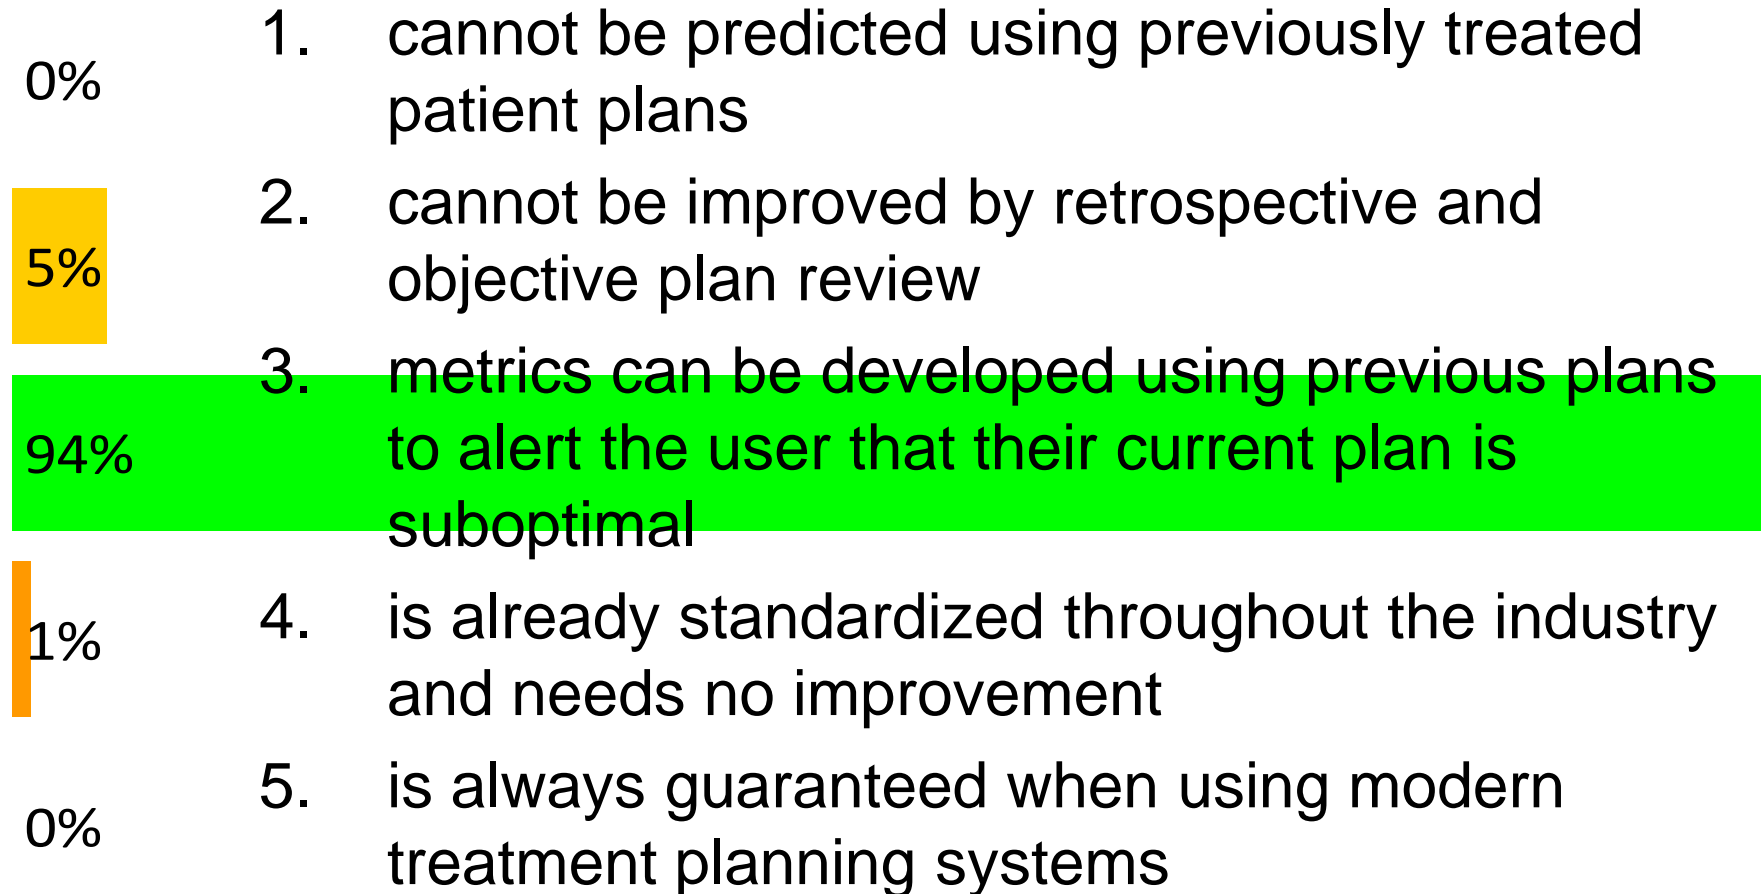 0%
1. cannot be predicted using previously treated
patient plans
5%
2. cannot be improved by retrospective and
objective plan review
94%
3. metrics can be developed using previous plans
to alert the user that their current plan is
suboptimal
1%
4. is already standardized throughout the industry
and needs no improvement
0%
5. is always guaranteed when using modern
treatment planning systems